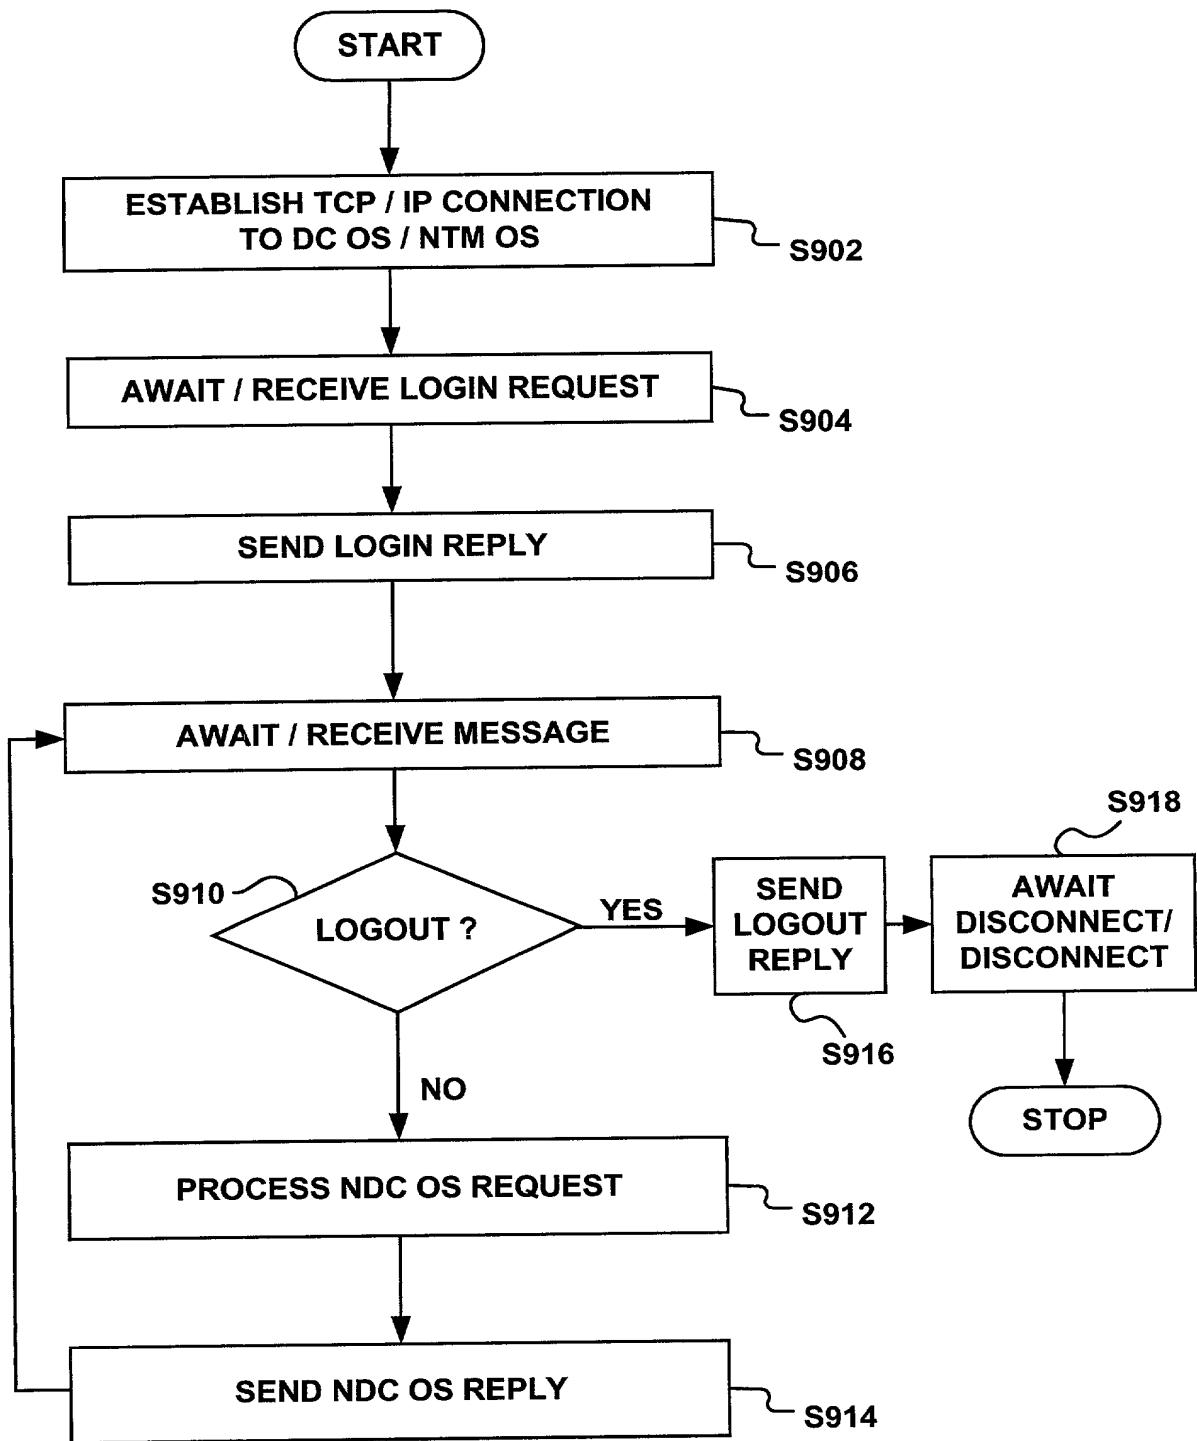 START
ESTABLISH TCP / IP CONNECTION
TO DC OS / NTM OS
S902
AWAIT / RECEIVE LOGIN REQUEST
S904
SEND LOGIN REPLY
S906
AWAIT / RECEIVE MESSAGE
S908
S910
LOGOUT ?
YES
SEND
LOGOUT
REPLY
S916
S918
AWAIT
DISCONNECT/
DISCONNECT
STOP
NO
PROCESS NDC OS REQUEST
S912
SEND NDC OS REPLY
S914